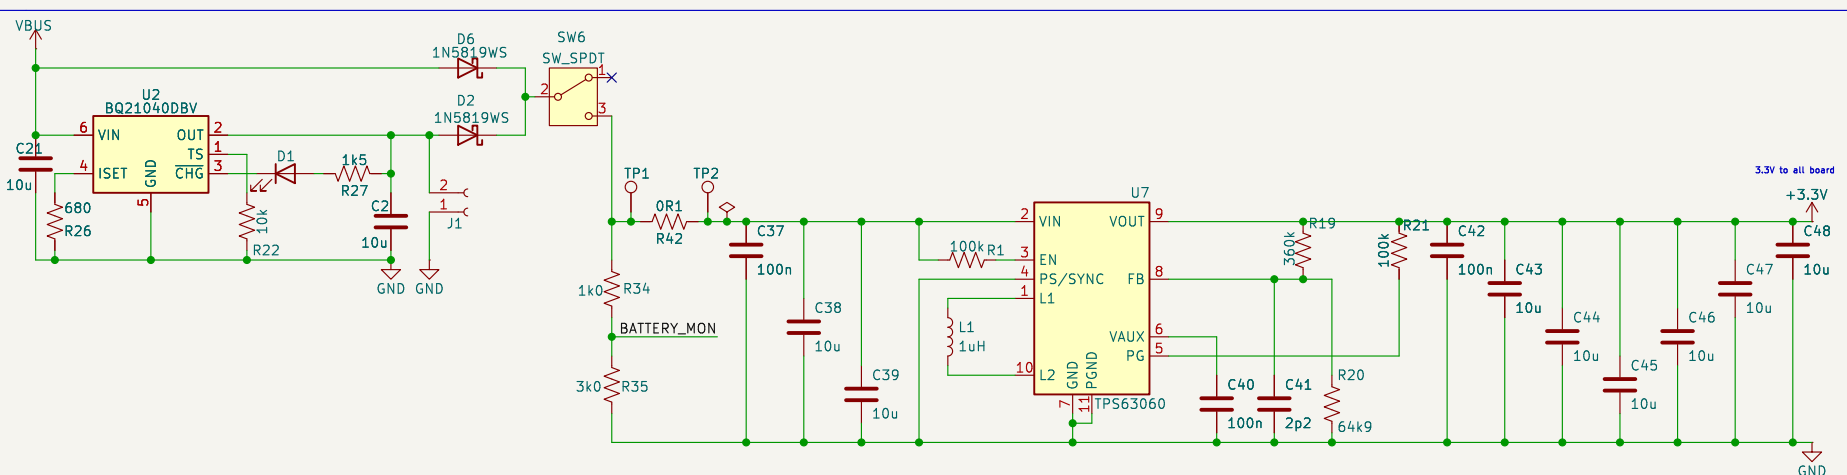 VBUS
D6
1N5819WS
SW6
SW_SPDT
1
2
3
U2
BQ21040DBV
6 VIN OUT 2
TS 1
4 ISET CHG 3
GND
5
C21
10u
680
R26
D1
1k5
R27
10k
R22
C2
10u
GND
D2
1N5819WS
2
1
J1
GND
TP1
TP2
0R1
R42
1k0 R34
BATTERY_MON
3k0 R35
C37
100n
C38
10u
C39
10u
100k R1
L1
1uH
U7
2 VIN VOUT 9
3 EN
4 PS/SYNC FB 8
1 L1
VAUX 6
PG 5
10 L2
GND
PGND
7
11
TPS63060
C40
100n
C41
2p2
R20
64k9
R19
360k
R21
100k
C42
100n
C43
10u
C44
10u
C45
10u
C46
10u
C47
10u
3.3V to all board
+3.3V
C48
10u
GND